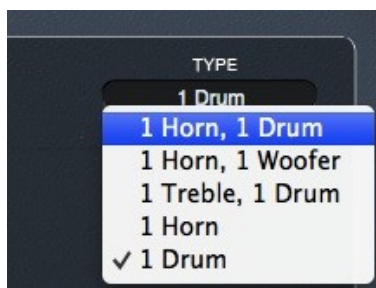 TYPE
1 Drum
1 Horn, 1 Drum
1 Horn, 1 Woofer
1 Treble, 1 Drum
1 Horn
✓ 1 Drum